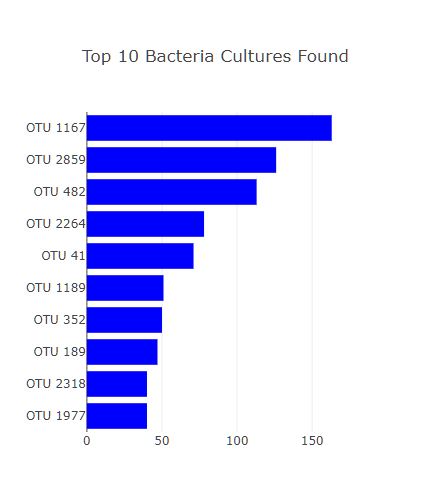 Top 10 Bacteria Cultures Found
OTU 1167
OTU 2859
OTU 482
OTU 2264
OTU 41
OTU 1189
OTU 352
OTU 189
OTU 2318
OTU 1977
0 50 100 150